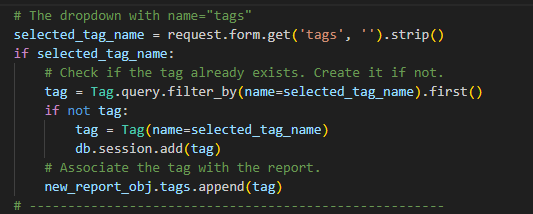 # The dropdown with name="tags"
selected_tag_name = request.form.get('tags', '').strip()
if selected_tag_name:
    # Check if the tag already exists. Create it if not.
    tag = Tag.query.filter_by(name=selected_tag_name).first()
    if not tag:
        tag = Tag(name=selected_tag_name)
        db.session.add(tag)
    # Associate the tag with the report.
    new_report_obj.tags.append(tag)
# -------------------------------------------------------